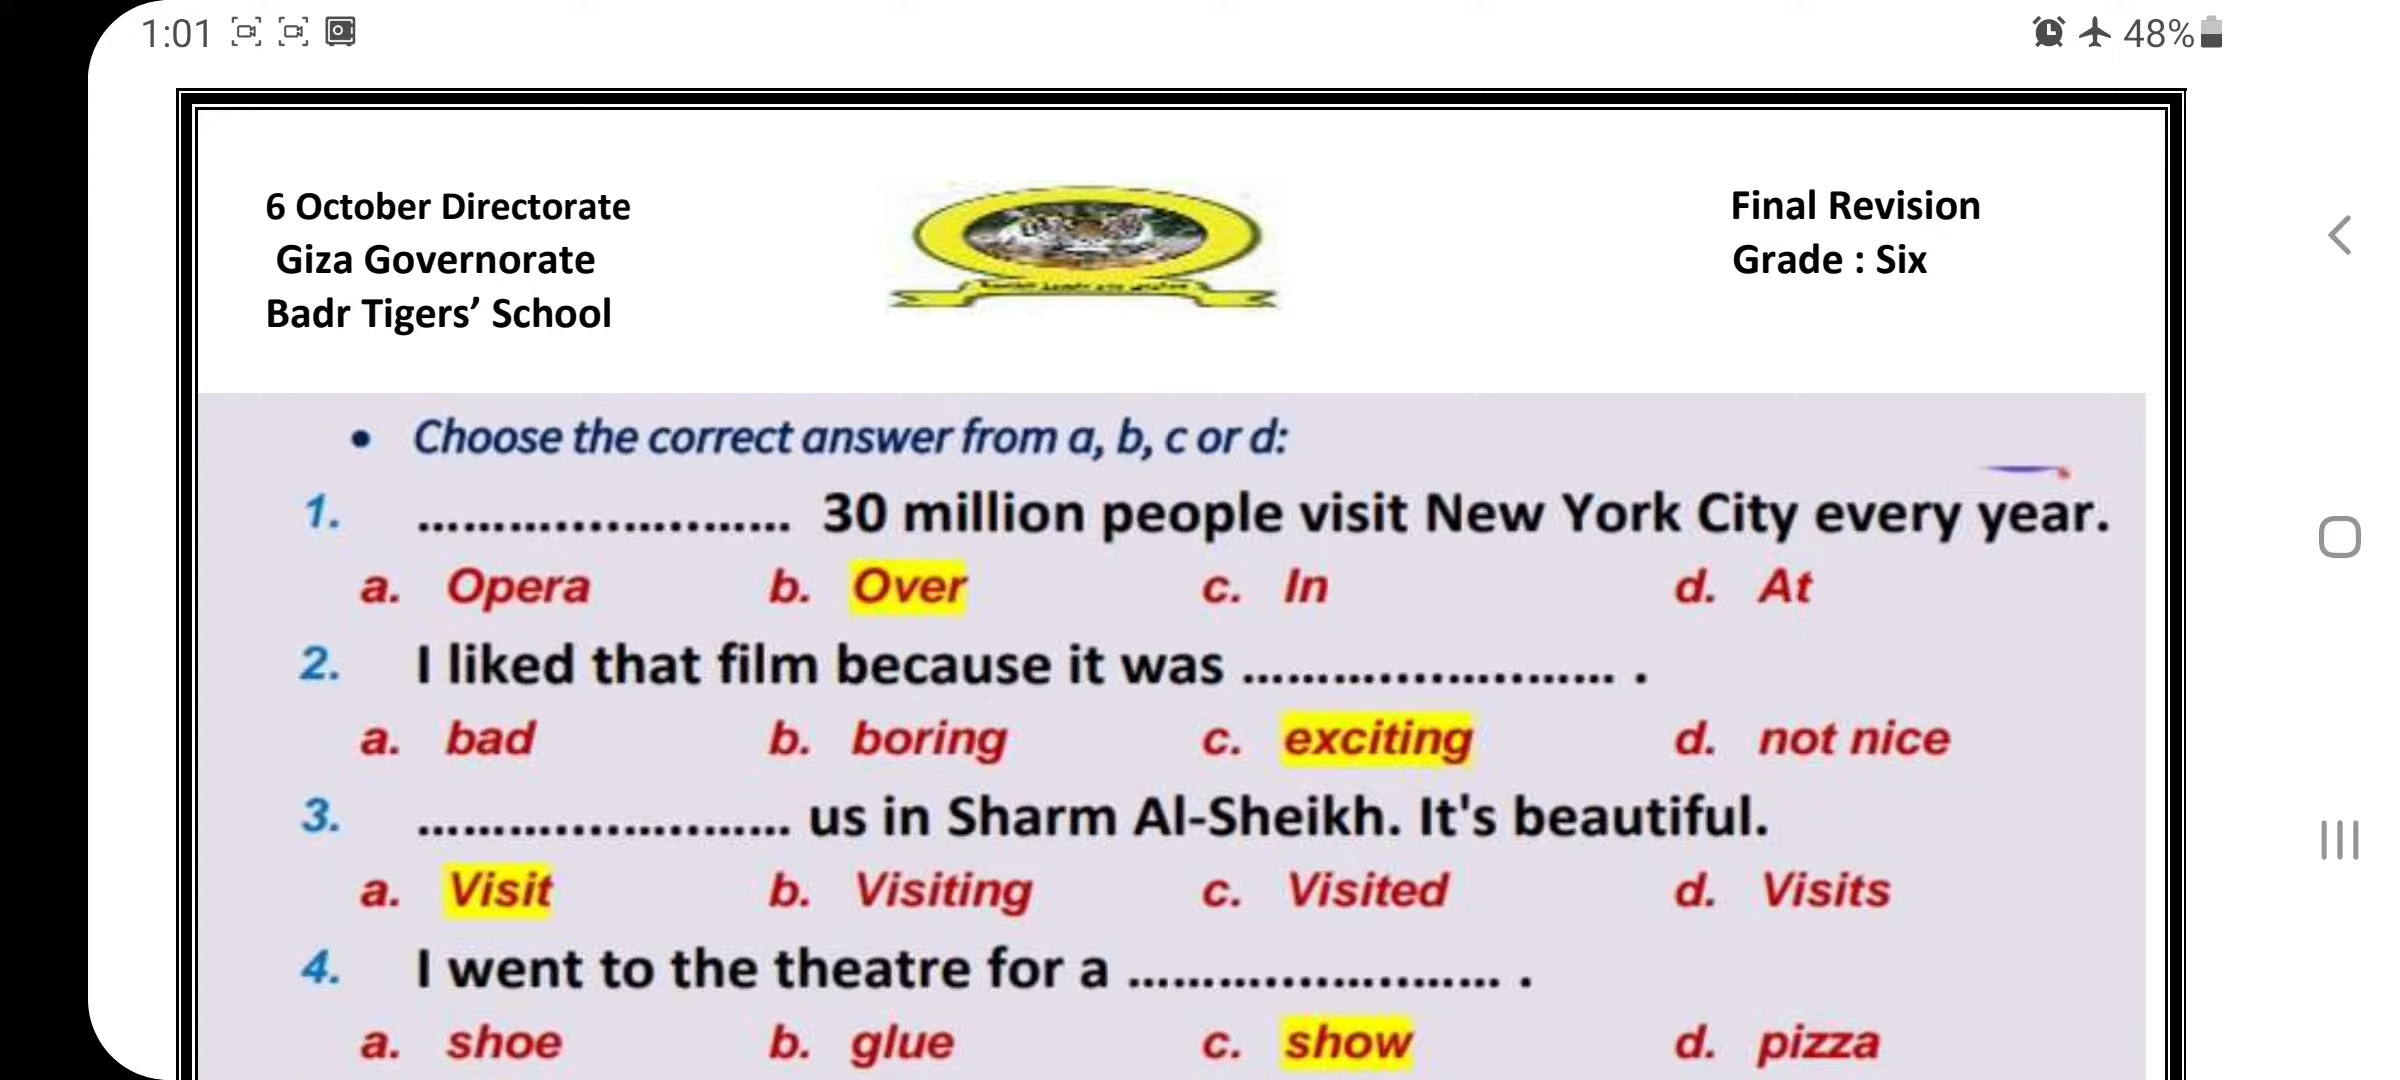 1:01
48%
6 October Directorate
Giza Governorate
Badr Tigers’ School
Final Revision
Grade : Six
• Choose the correct answer from a, b, c or d:
1. ........................ 30 million people visit New York City every year.
a. Opera b. Over c. In d. At
2. I liked that film because it was ........................ .
a. bad b. boring c. exciting d. not nice
3. ........................ us in Sharm Al-Sheikh. It's beautiful.
a. Visit b. Visiting c. Visited d. Visits
4. I went to the theatre for a ........................ .
a. shoe b. glue c. show d. pizza